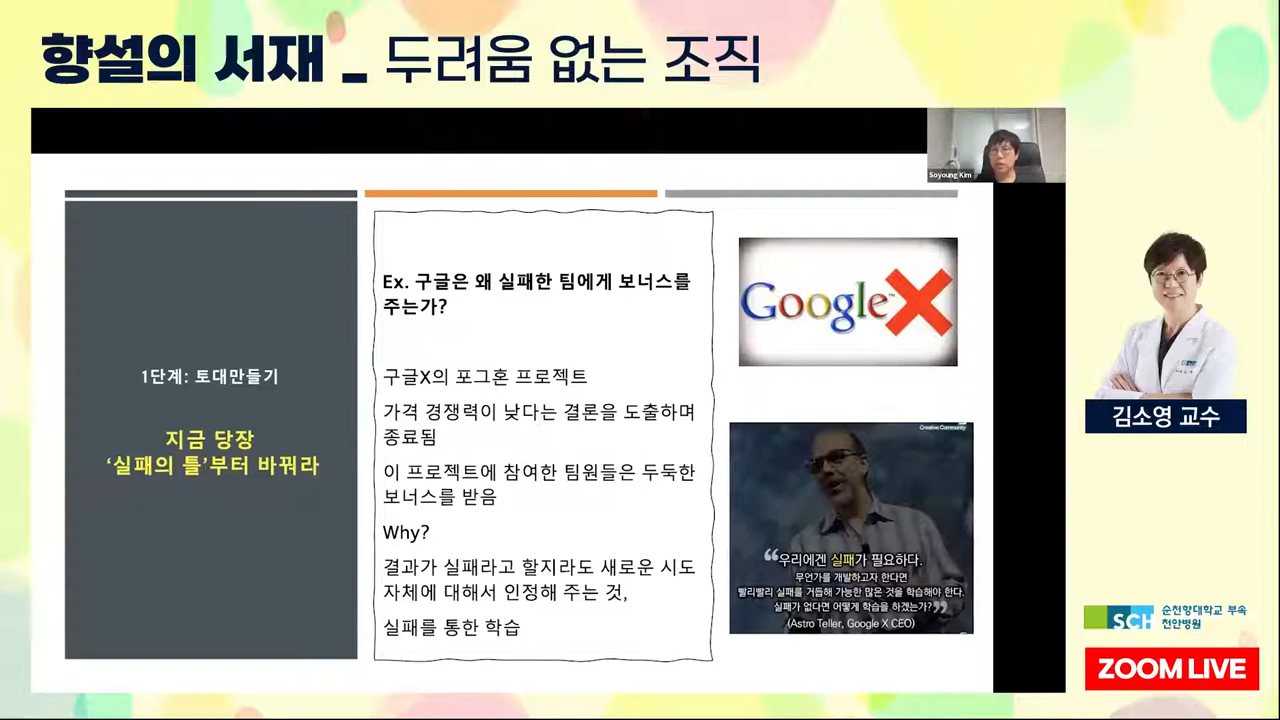 향설의 서재 _ 두려움 없는 조직
Soyoung Kim
1단계: 토대만들기
지금 당장
‘실패의 틀’부터 바꿔라
Ex. 구글은 왜 실패한 팀에게 보너스를
주는가?
구글X의 포그혼 프로젝트
가격 경쟁력이 낮다는 결론을 도출하며
종료됨
이 프로젝트에 참여한 팀원들은 두둑한
보너스를 받음
Why?
결과가 실패라고 할지라도 새로운 시도
자체에 대해서 인정해 주는 것,
실패를 통한 학습
Google X
Creative Community
“우리에겐 실패가 필요하다.
무언가를 개발하고자 한다면
빨리빨리 실패를 거듭해 가능한 많은 것을 학습해야 한다.
실패가 없다면 어떻게 학습을 하겠는가?”
(Astro Teller, Google X CEO)
김소영 교수
SCH 순천향대학교 부속
천안병원
ZOOM LIVE